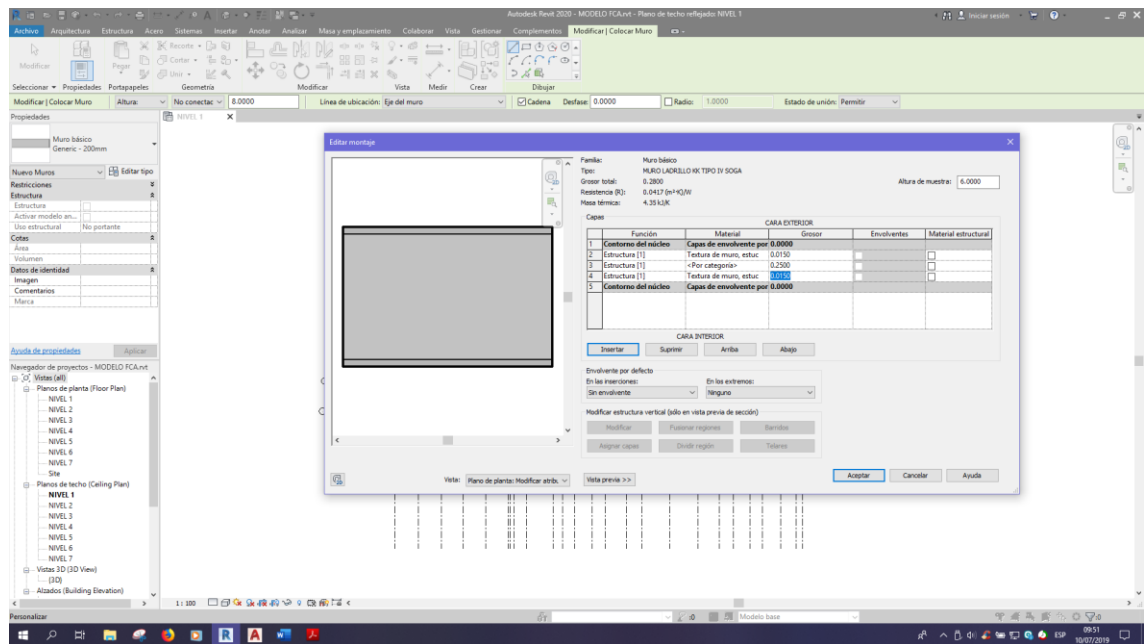 Autodesk Revit 2020 - MODELO FCA.rvt - Plano de techo reflejado: NIVEL 1
Iniciar sesión
Archivo Arquitectura Estructura Acero Sistemas Insertar Anotar Analizar Masa y emplazamiento Colaborar Vista Gestionar Complementos Modificar | Colocar Muro
Modificar
Pegar
Recorte
Cortar
Unir
Seleccionar Propiedades Portapapeles Geometría Modificar Vista Medir Crear Dibujar
Modificar | Colocar Muro Altura: No conectac 8.0000 Línea de ubicación: Eje del muro Cadena Desfase: 0.0000 Radio: 1.0000 Estado de unión: Permitir
Propiedades
NIVEL 1
Muro básico
Generic - 200mm
Nuevo Muros Editar tipo
Restricciones
Estructura
Estructura
Activar modelo an...
Uso estructural No portante
Cotas
Área
Volumen
Datos de identidad
Imagen
Comentarios
Marca
Ayuda de propiedades Aplicar
Navegador de proyectos - MODELO FCA.rvt
Vistas (all)
Planos de planta (Floor Plan)
NIVEL 1
NIVEL 2
NIVEL 3
NIVEL 4
NIVEL 5
NIVEL 6
NIVEL 7
Site
Planos de techo (Ceiling Plan)
NIVEL 1
NIVEL 2
NIVEL 3
NIVEL 4
NIVEL 5
NIVEL 6
NIVEL 7
Vistas 3D (3D View)
{3D}
Alzados (Building Elevation)
Editar montaje
Familia: Muro básico
Tipo: MURO LADRILLO KK TIPO IV SOGA
Grosor total: 0.2800
Resistencia (R): 0.0417 (m²·K)/W
Masa térmica: 4.35 kJ/K
Altura de muestra: 6.0000
Capas
CARA EXTERIOR
Función Material Grosor Envolventes Material estructural
1 Contorno del núcleo Capas de envolvente por 0.0000
2 Estructura [1] Textura de muro, estuc 0.0150
3 Estructura [1] <Por categoría> 0.2500
4 Estructura [1] Textura de muro, estuc 0.0150
5 Contorno del núcleo Capas de envolvente por 0.0000
CARA INTERIOR
Insertar Suprimir Arriba Abajo
Envolvente por defecto
En las inserciones: En los extremos:
Sin envolvente Ninguno
Modificar estructura vertical (sólo en vista previa de sección)
Modificar Fusionar regiones Barridos
Asignar capas Dividir región Telares
Vista: Plano de planta: Modificar atribu Vista previa >> Aceptar Cancelar Ayuda
1 : 100
Personalizar :0 Modelo base :0
ESP 09:51
10/07/2019